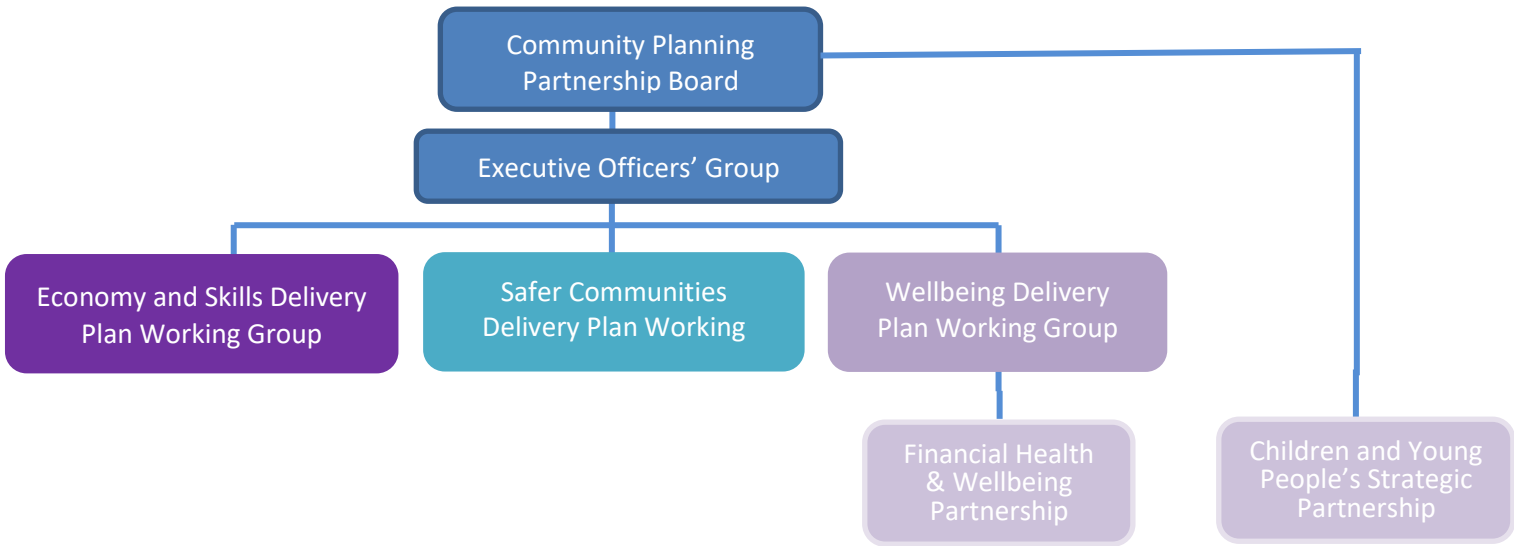 Community Planning
Partnership Board
Executive Officers’ Group
Economy and Skills Delivery
Plan Working Group
Safer Communities
Delivery Plan Working
Wellbeing Delivery
Plan Working Group
Financial Health
& Wellbeing
Partnership
Children and Young
People’s Strategic
Partnership